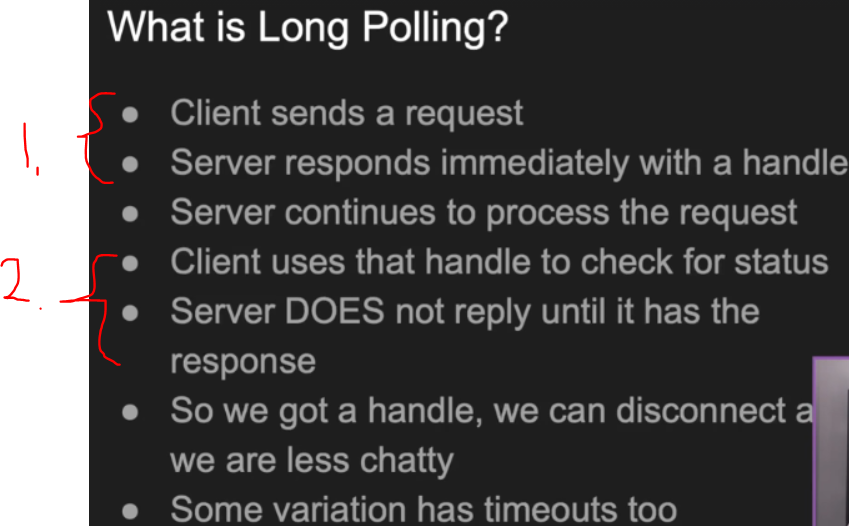 What is Long Polling?
1.
● Client sends a request
● Server responds immediately with a handle
● Server continues to process the request
2.
● Client uses that handle to check for status
● Server DOES not reply until it has the
response
● So we got a handle, we can disconnect a
we are less chatty
● Some variation has timeouts too